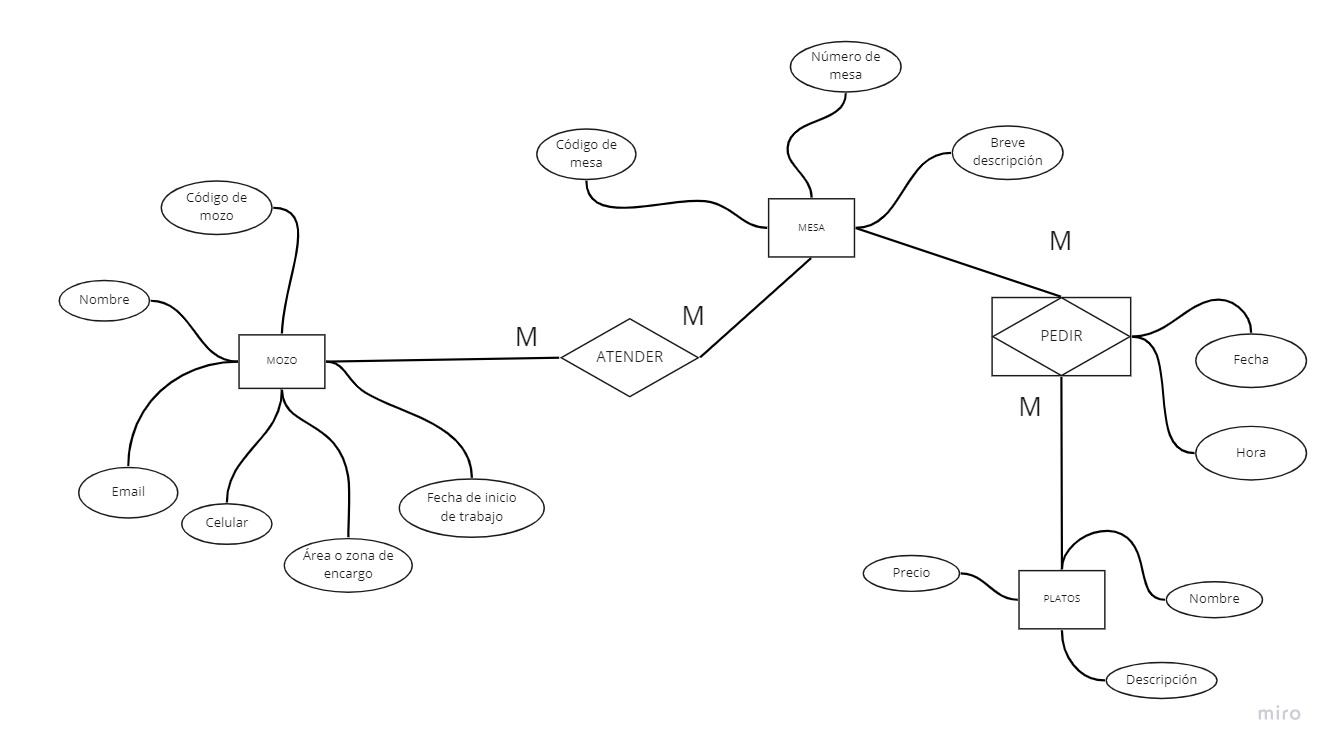 Número de
mesa
Código de
mesa
Breve
descripción
Código de
mozo
MESA
M
Nombre
M
M
PEDIR
MOZO
ATENDER
Fecha
M
Hora
Email
Celular
Fecha de inicio
de trabajo
Área o zona de
encargo
Precio
PLATOS
Nombre
Descripción
miro